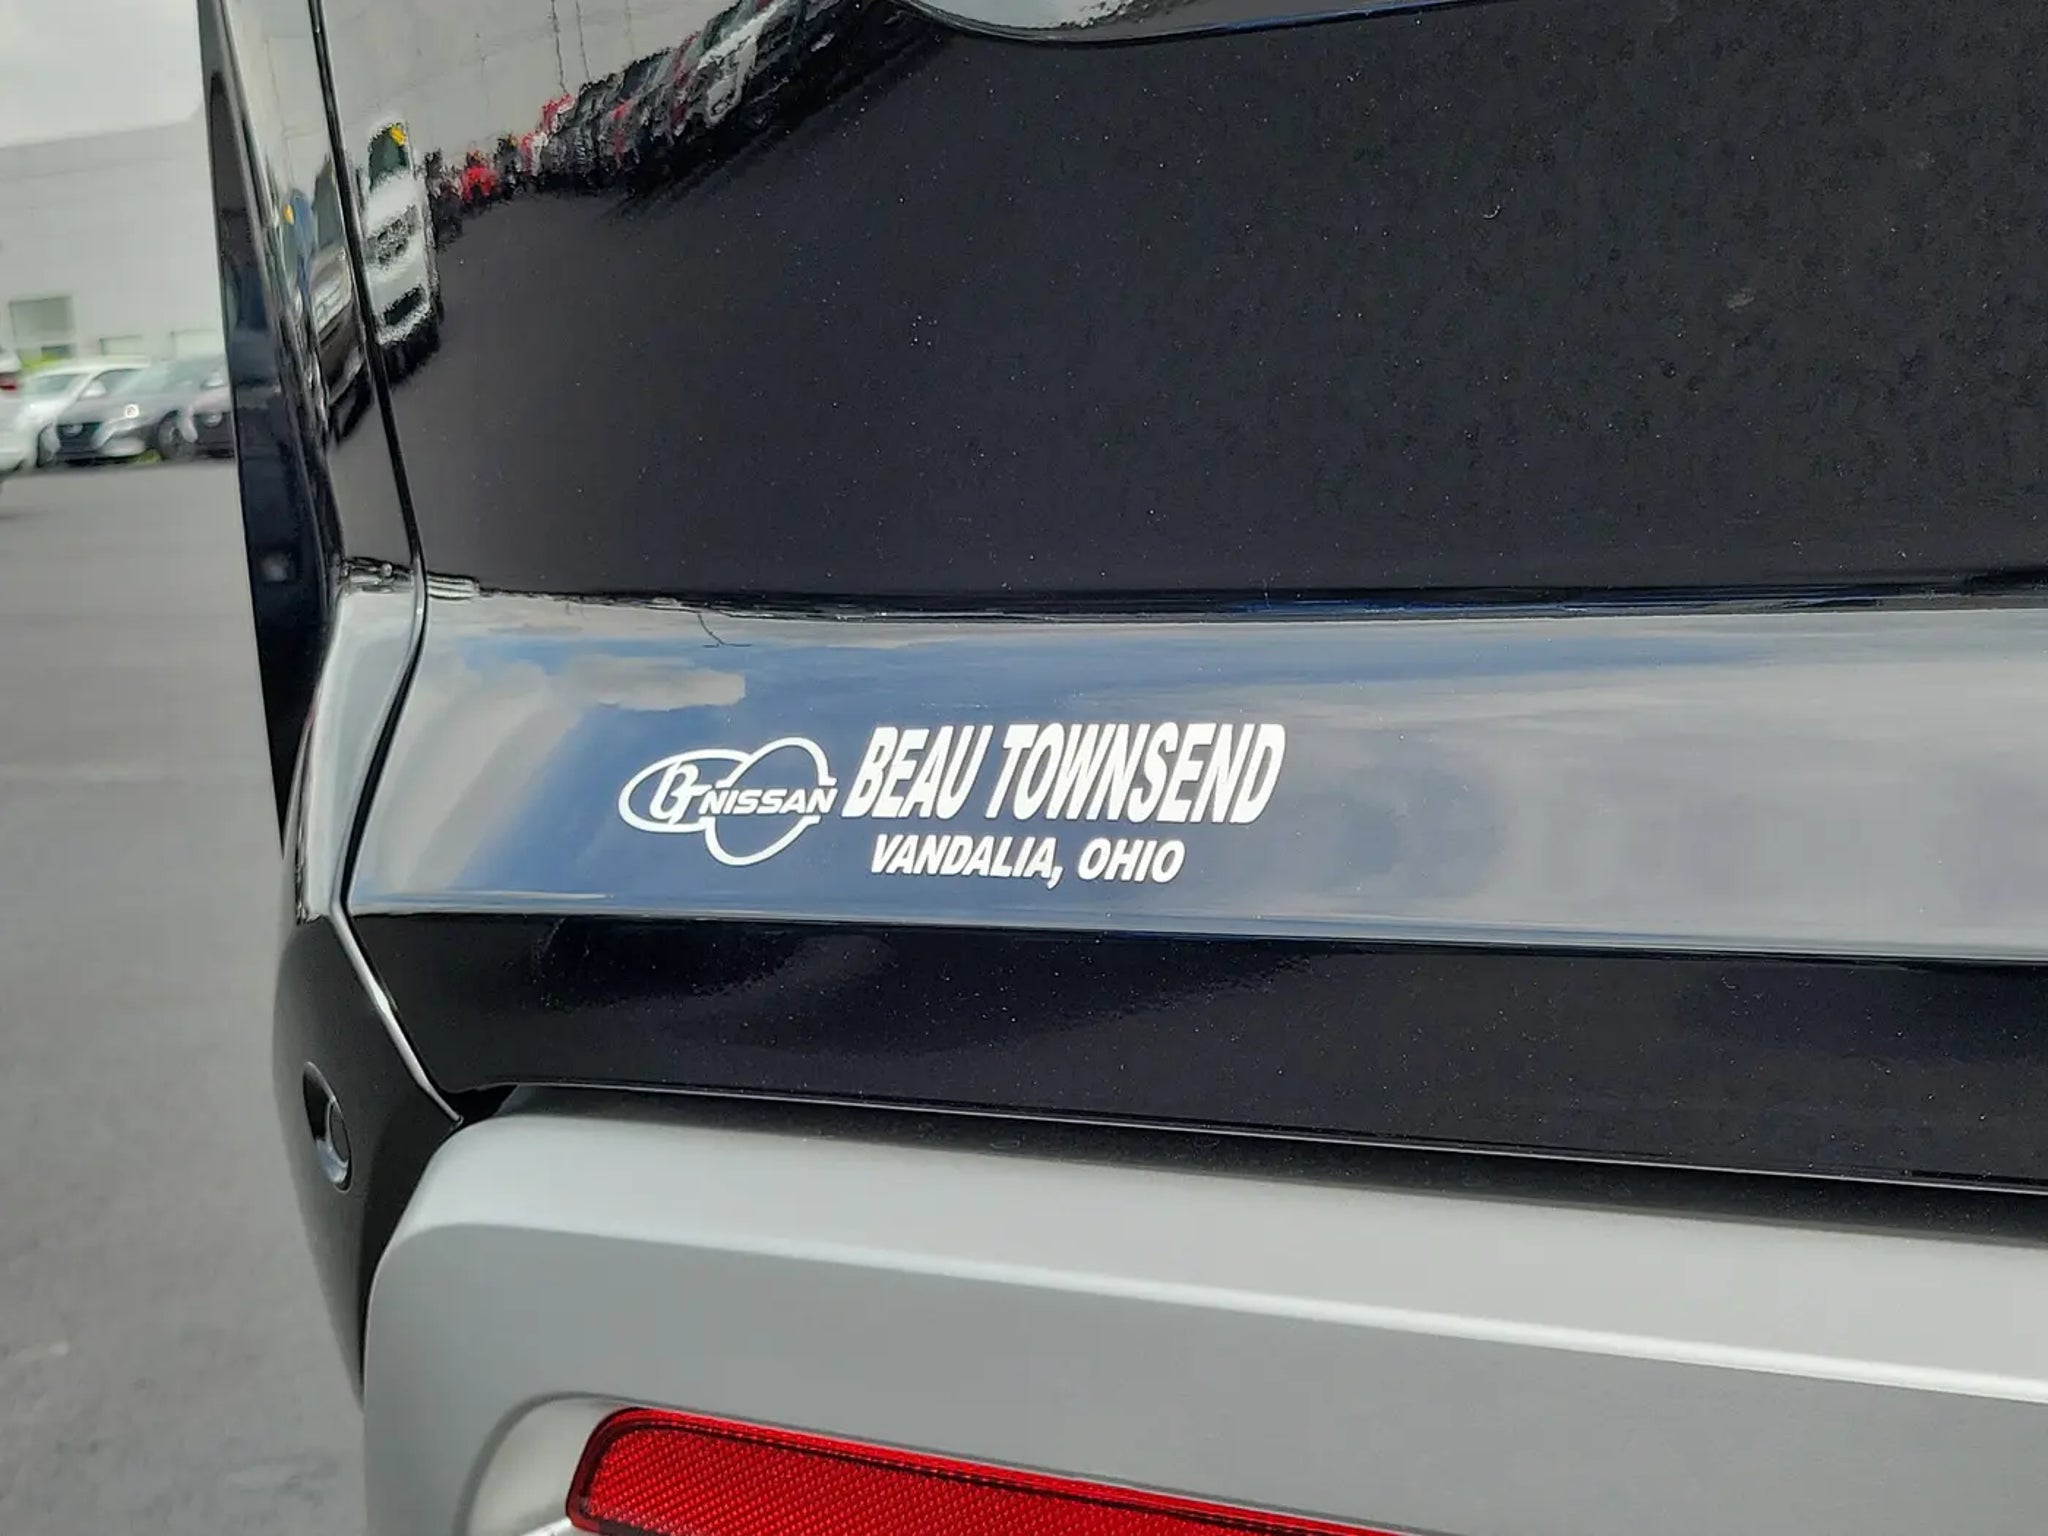 BT NISSAN BEAU TOWNSEND
VANDALIA, OHIO